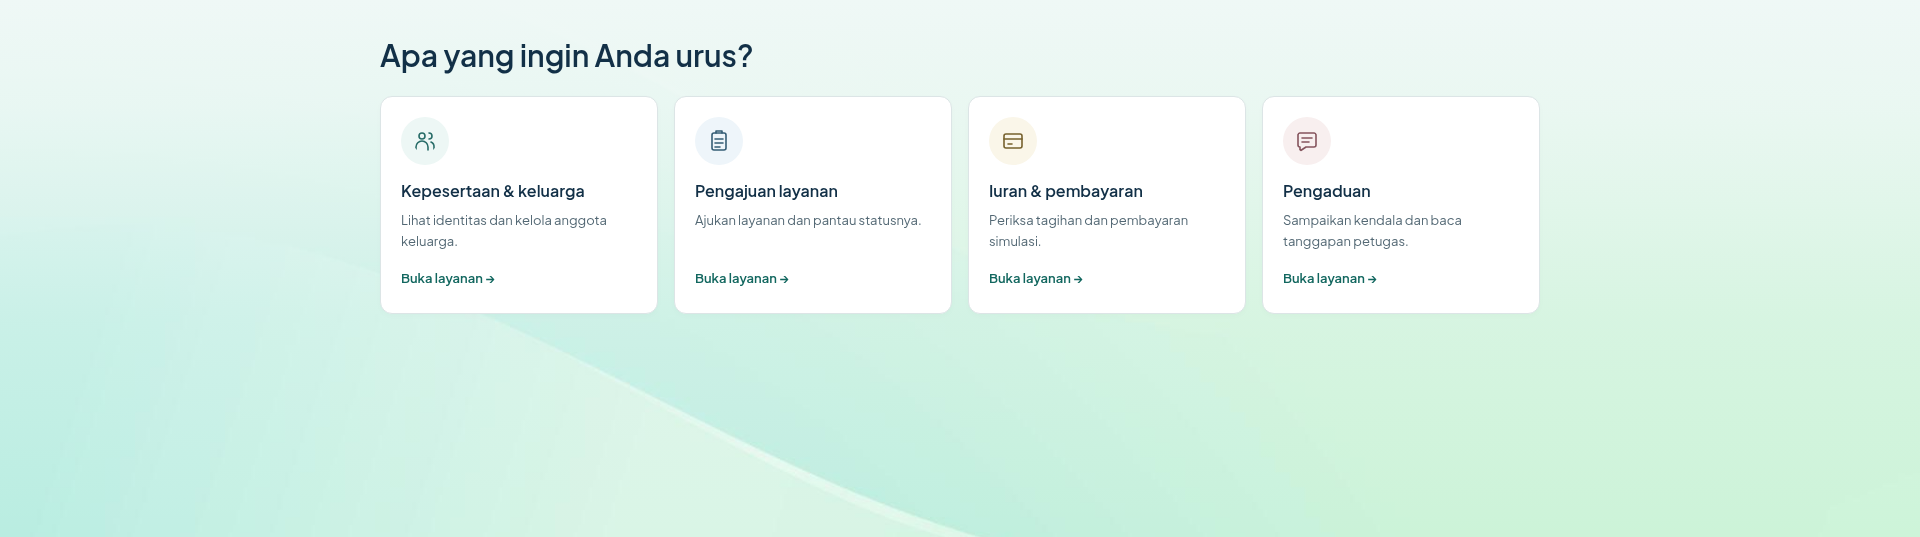 Apa yang ingin Anda urus?
Kepesertaan & keluarga
Lihat identitas dan kelola anggota
keluarga.
Buka layanan →
Pengajuan layanan
Ajukan layanan dan pantau statusnya.
Buka layanan →
Iuran & pembayaran
Periksa tagihan dan pembayaran
simulasi.
Buka layanan →
Pengaduan
Sampaikan kendala dan baca
tanggapan petugas.
Buka layanan →